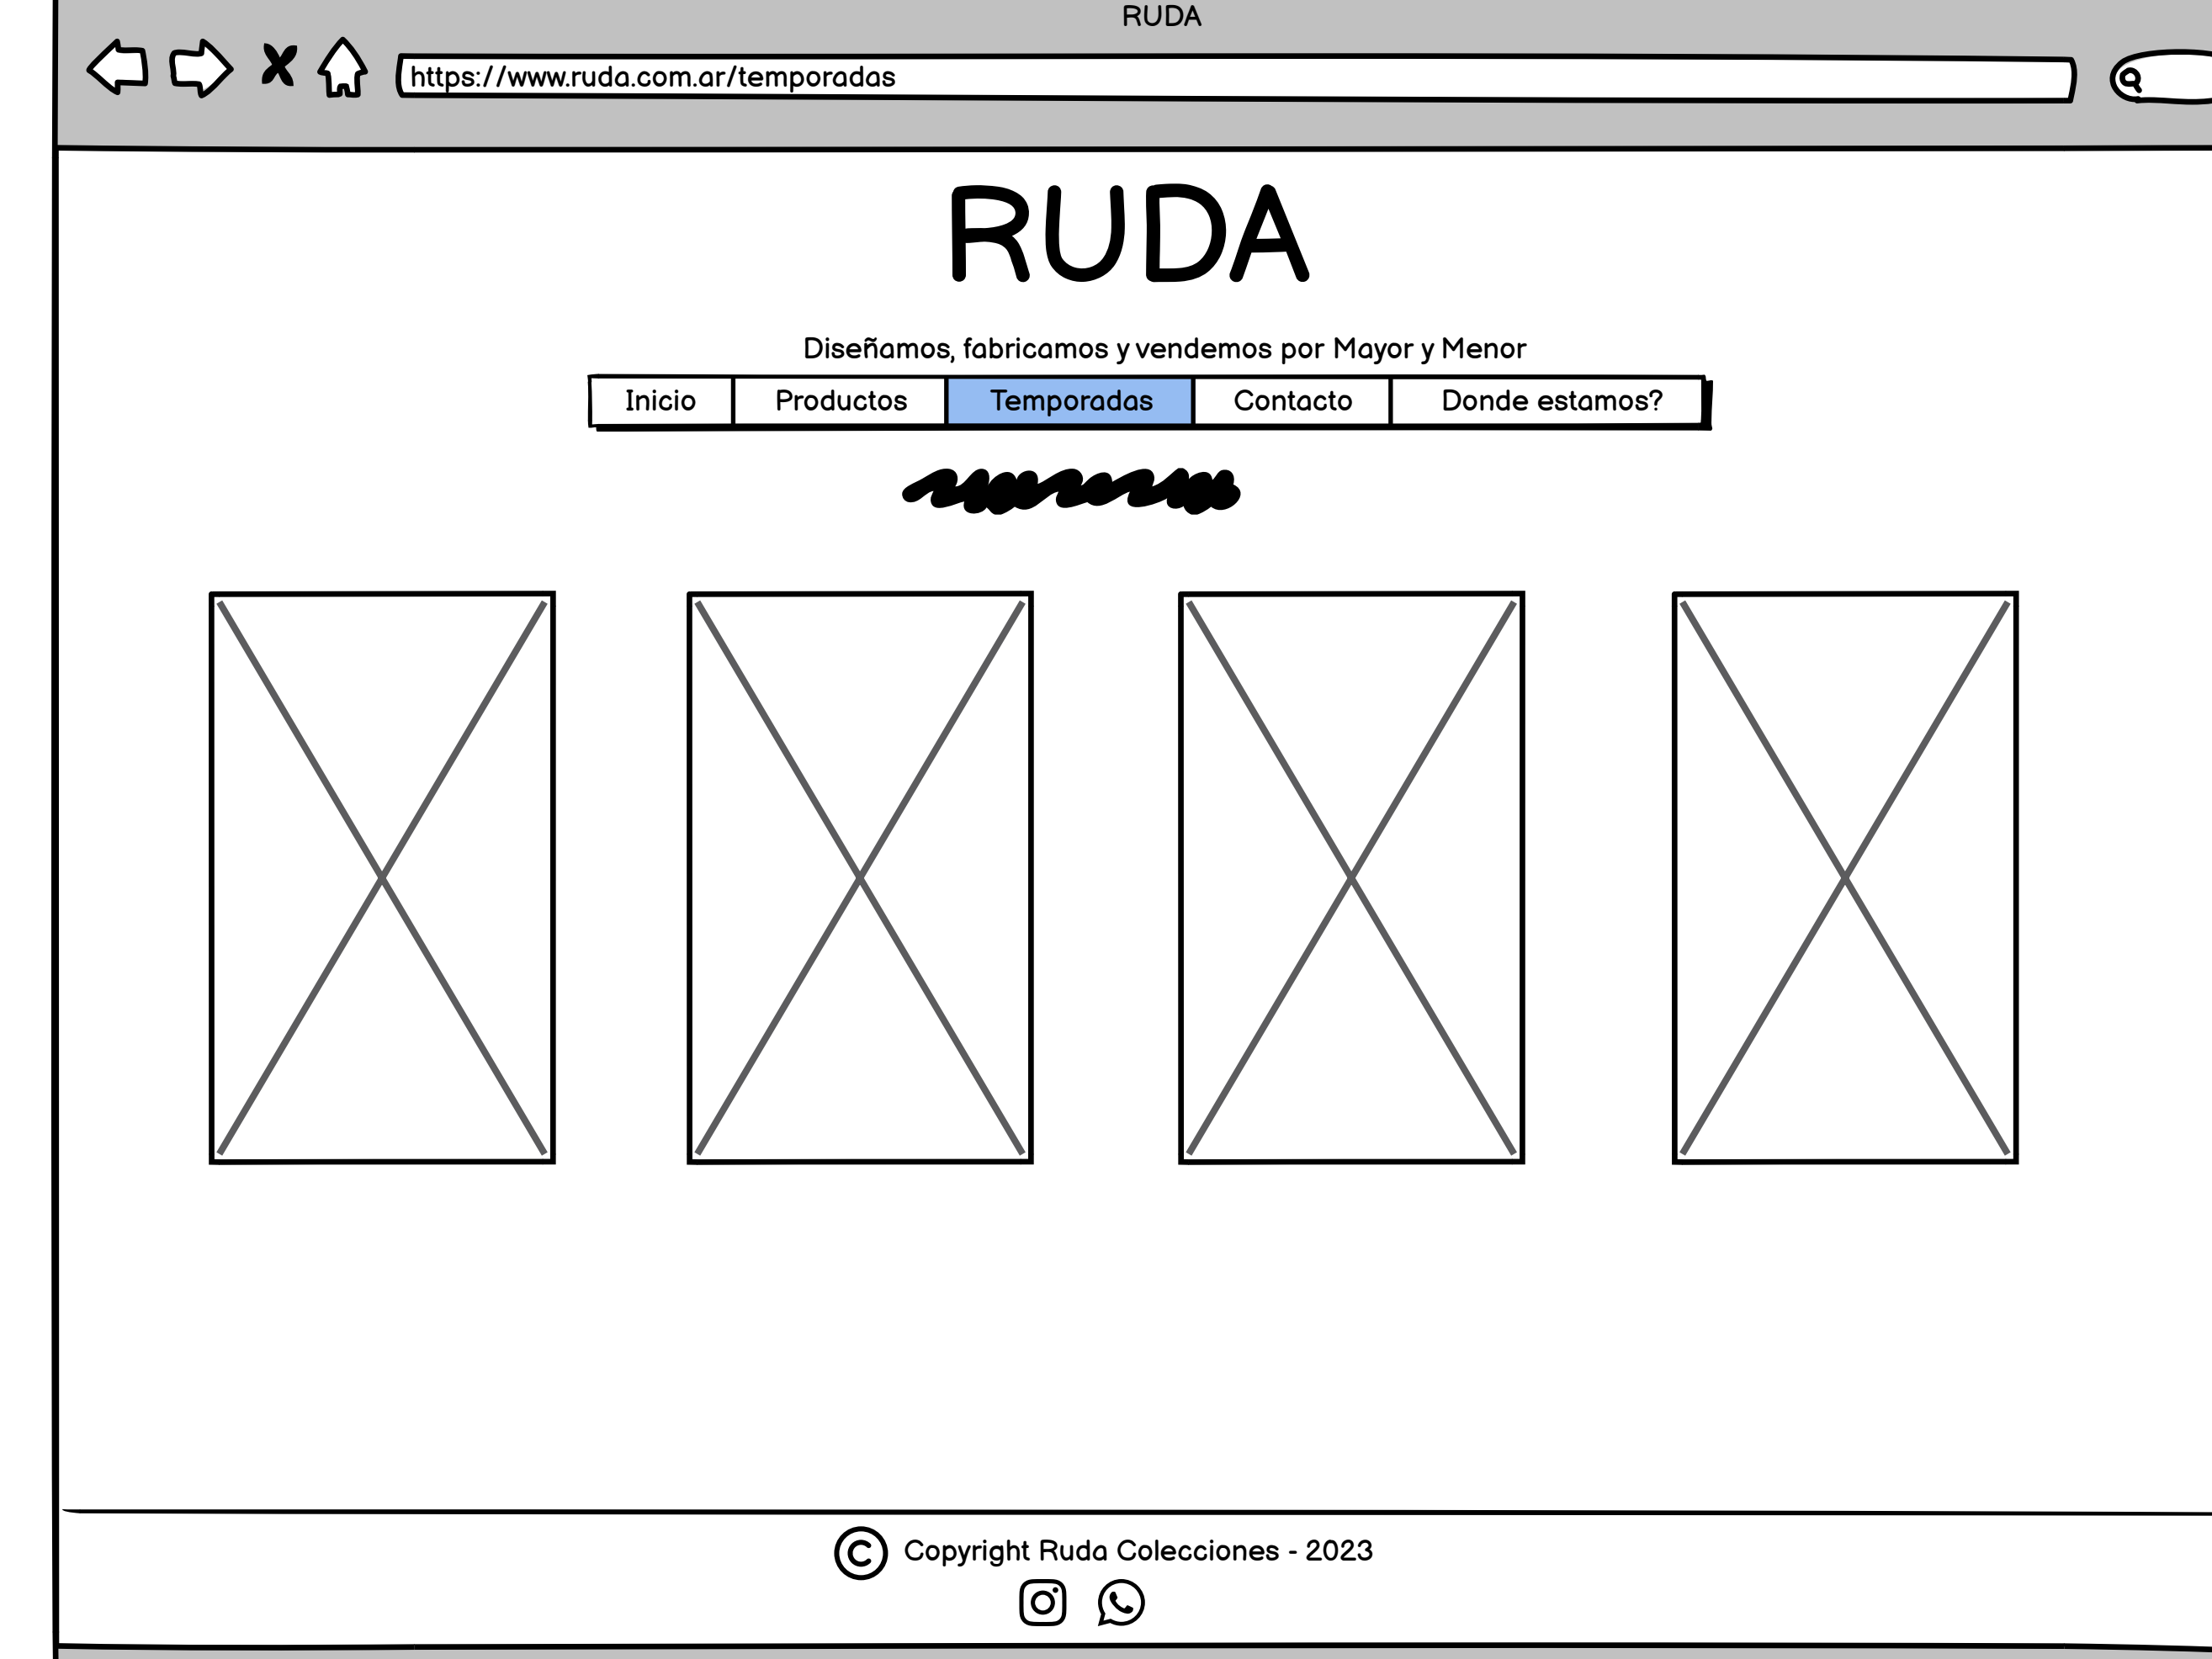 RUDA
https://www.ruda.com.ar/temporadas
RUDA
Diseñamos, fabricamos y vendemos por Mayor y Menor
Inicio Productos Temporadas Contacto Donde estamos?
© Copyright Ruda Colecciones - 2023